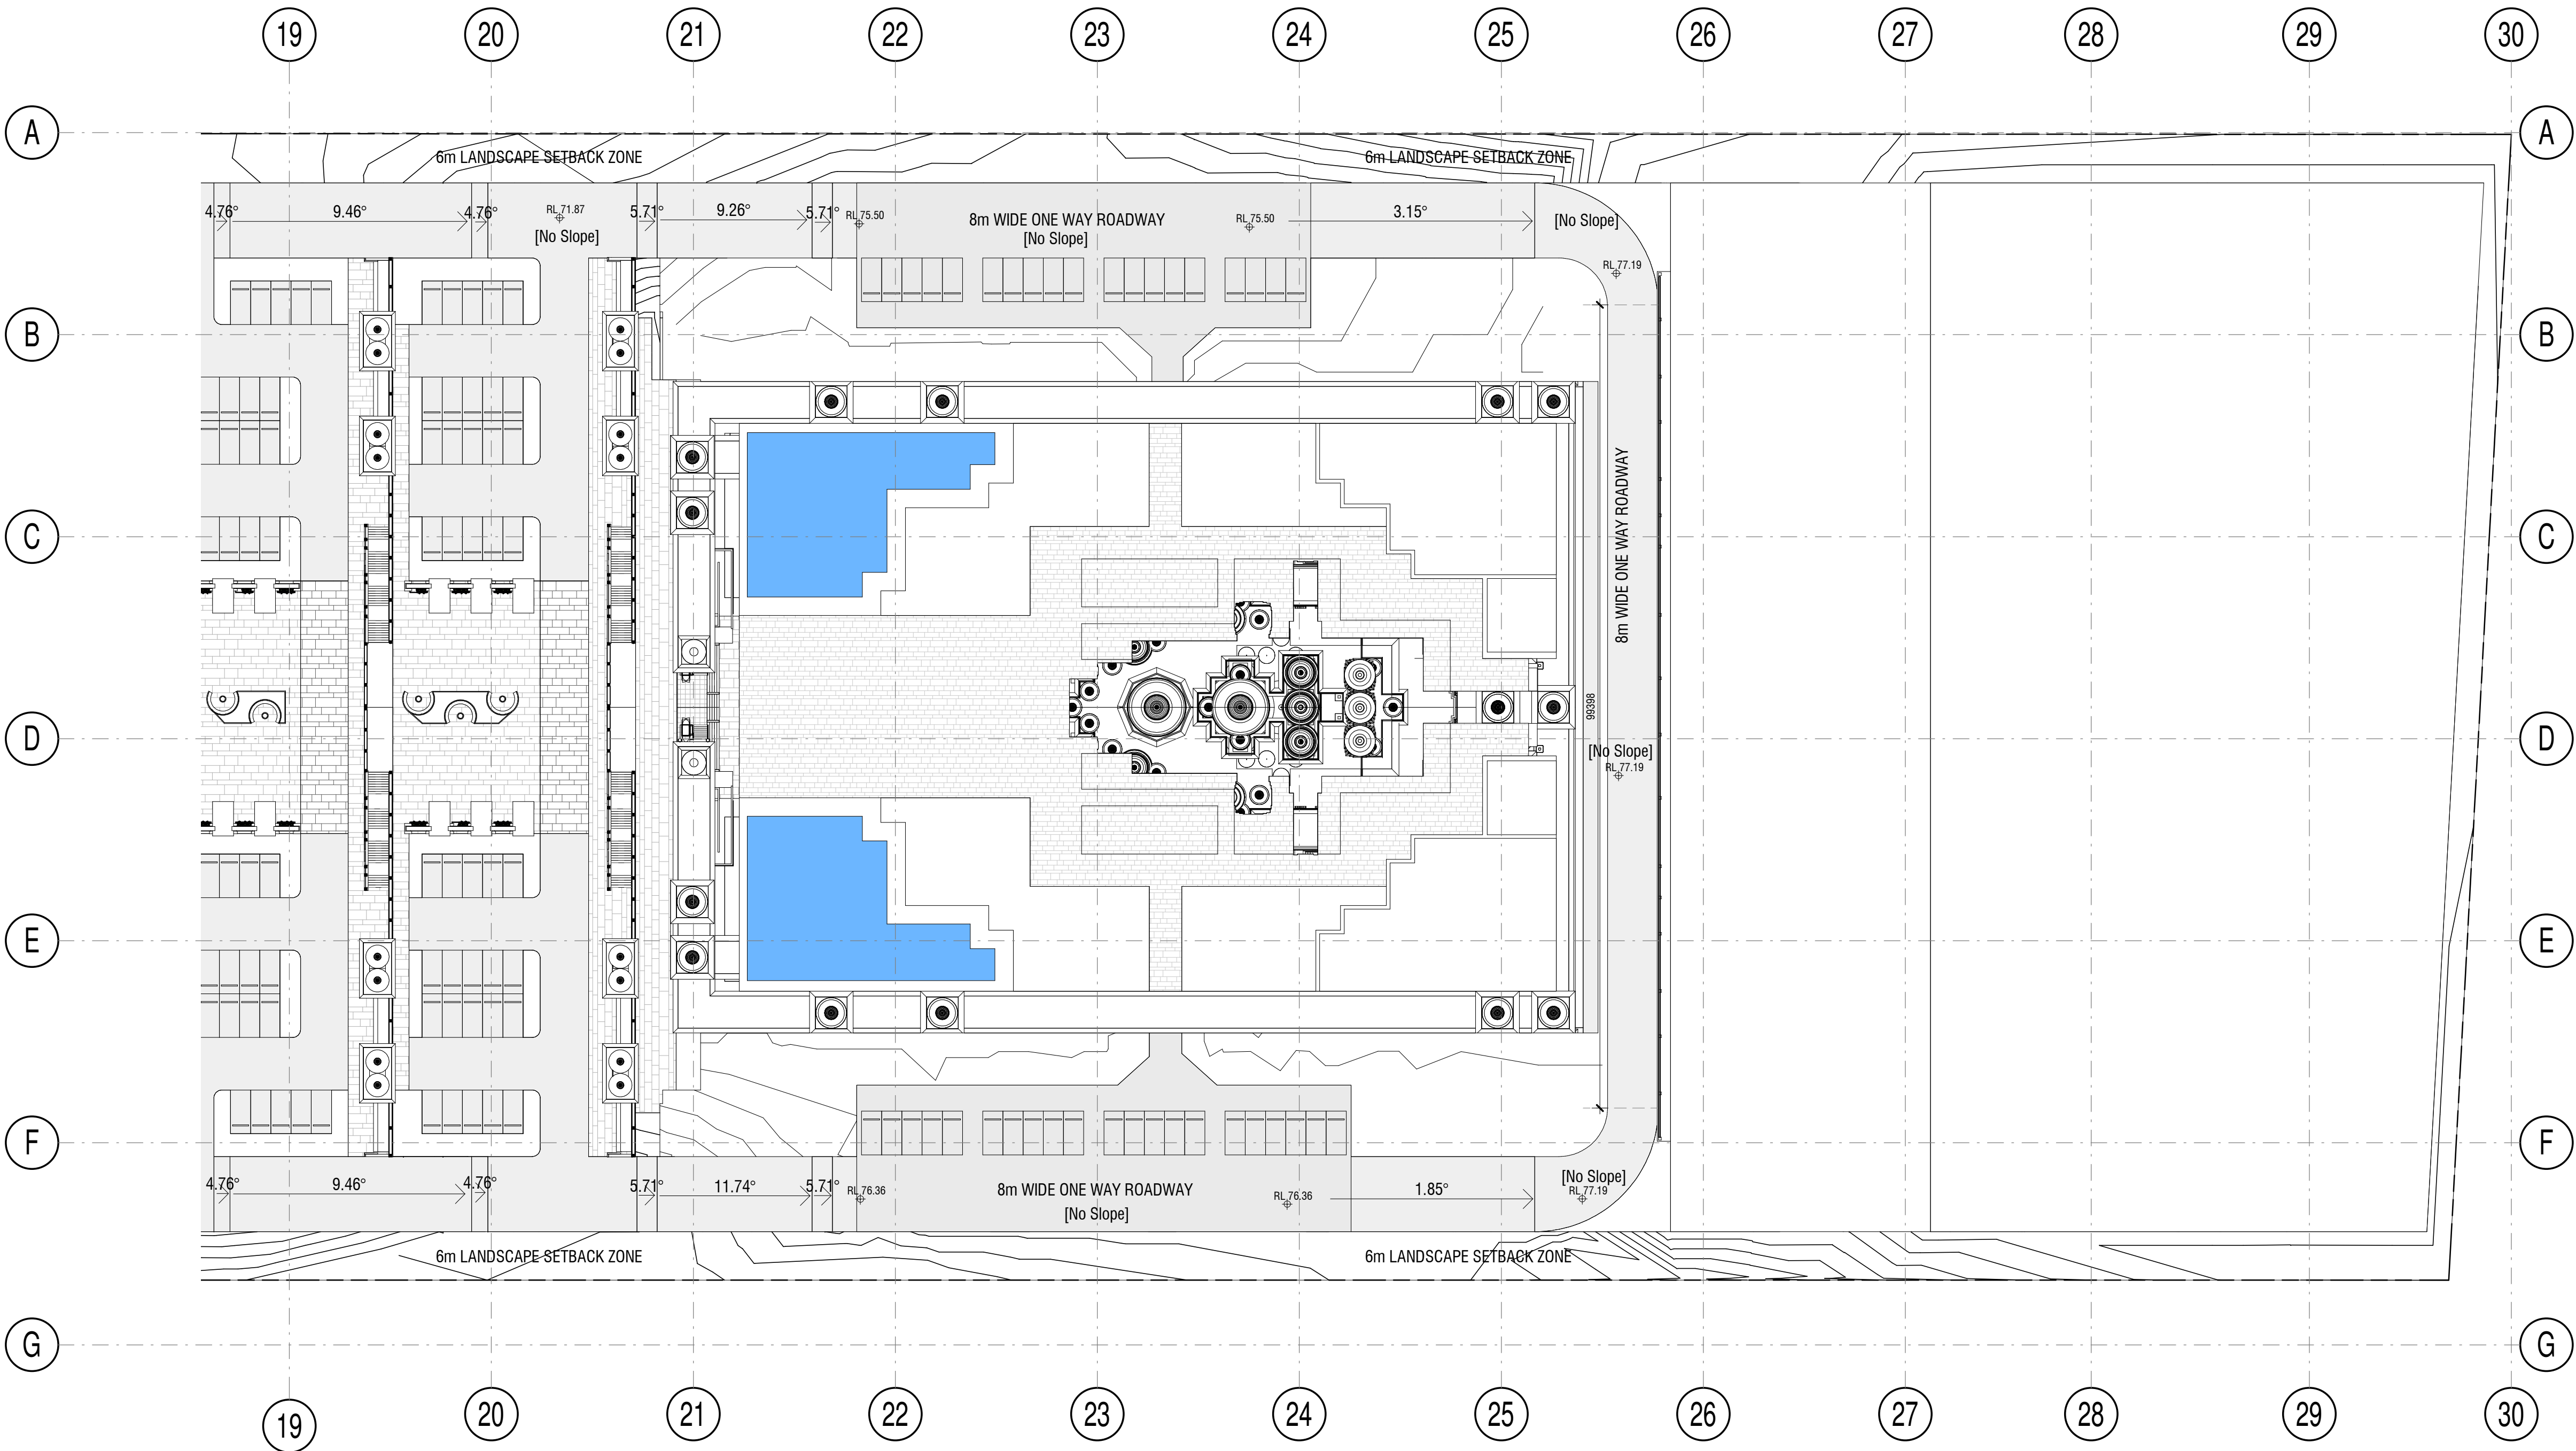 19 20 21 22 23 24 25 26 27 28 29 30
A A
6m LANDSCAPE SETBACK ZONE 6m LANDSCAPE SETBACK ZONE
4.76° 9.46° 4.76° RL 71.87 5.71° 9.26° 5.71° RL 75.50 8m WIDE ONE WAY ROADWAY RL 75.50 3.15° [No Slope]
[No Slope] [No Slope]
RL 77.19
B B
8m WIDE ONE WAY ROADWAY
C C
99398
D D
[No Slope]
RL 77.19
E E
F F
[No Slope]
4.76° 9.46° 4.76° 5.71° 11.74° 5.71° RL 76.36 8m WIDE ONE WAY ROADWAY RL 76.36 1.85° RL 77.19
[No Slope]
6m LANDSCAPE SETBACK ZONE 6m LANDSCAPE SETBACK ZONE
G G
19 20 21 22 23 24 25 26 27 28 29 30